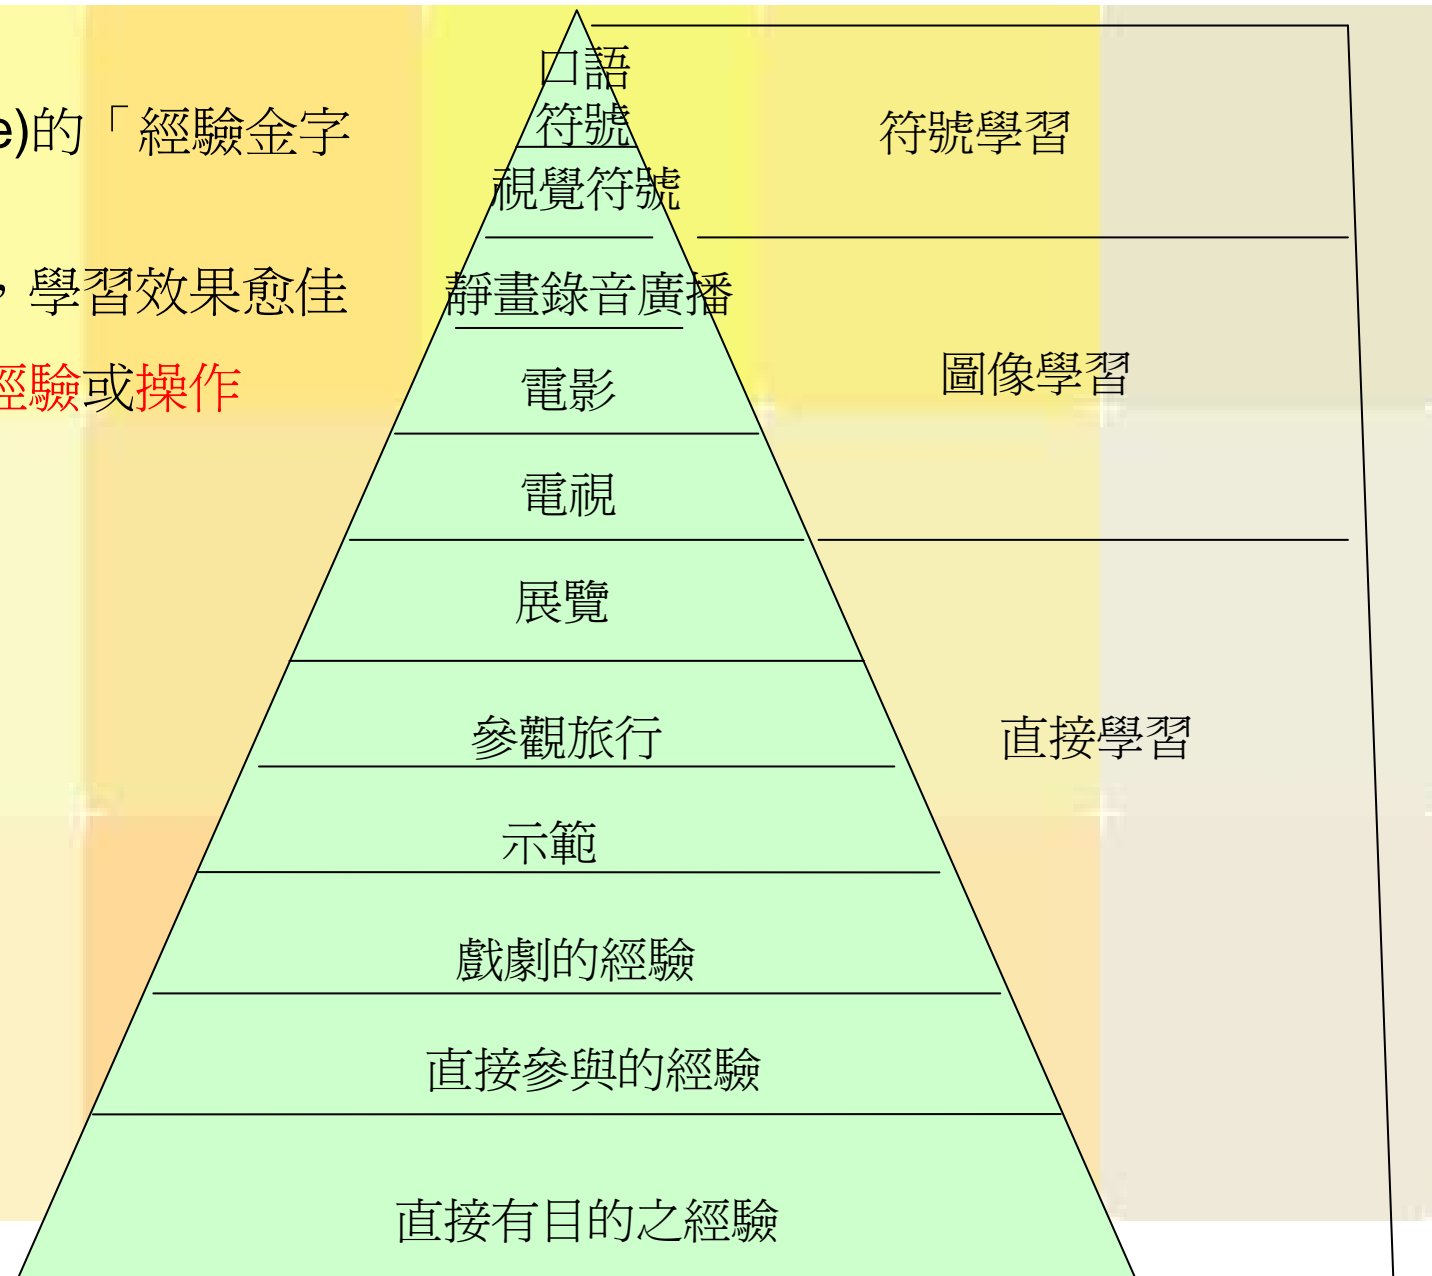 e)的「經驗金字
，學習效果愈佳
經驗或操作
口語
符號
視覺符號
靜畫錄音廣播
電影
電視
展覽
參觀旅行
示範
戲劇的經驗
直接參與的經驗
直接有目的之經驗
符號學習
圖像學習
直接學習